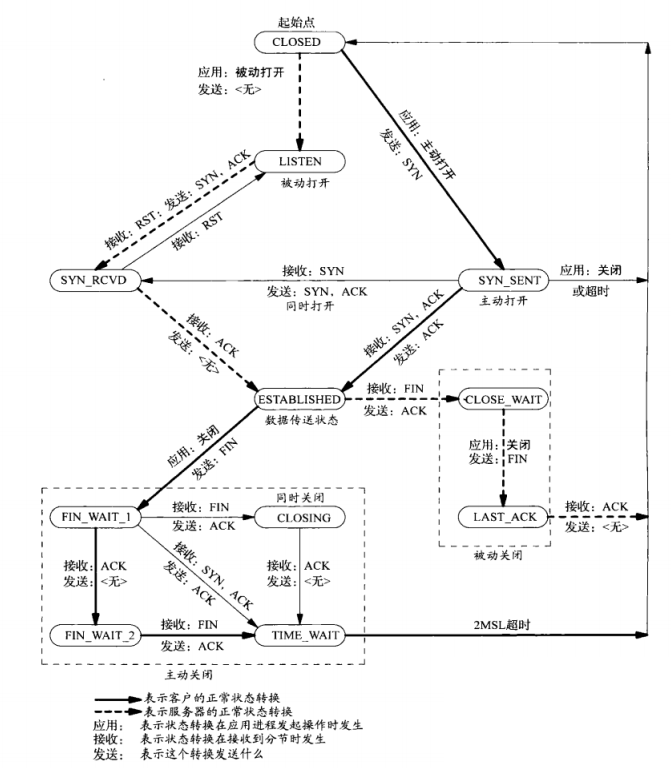 起始点
CLOSED
应用：被动打开
发送：<无>
应用：主动打开
发送：SYN
LISTEN
被动打开
接收：RST；发送：SYN，ACK
接收：RST
SYN_RCVD
接收：SYN
发送：SYN，ACK
同时打开
SYN_SENT
主动打开
应用：关闭
或超时
接收：ACK
发送：<无>
接收：SYN，ACK
发送：ACK
ESTABLISHED
数据传送状态
接收：FIN
发送：ACK
CLOSE_WAIT
应用：关闭
发送：FIN
LAST_ACK
被动关闭
接收：ACK
发送：<无>
应用：关闭
发送：FIN
同时关闭
FIN_WAIT_1
接收：FIN
发送：ACK
CLOSING
接收：ACK
发送：<无>
接收：SYN，ACK
发送：ACK
接收：ACK
发送：<无>
FIN_WAIT_2
接收：FIN
发送：ACK
TIME_WAIT
2MSL超时
主动关闭
表示客户的正常状态转换
表示服务器的正常状态转换
应用： 表示状态转换在应用进程发起操作时发生
接收： 表示状态转换在接收到分节时发生
发送： 表示这个转换发送什么